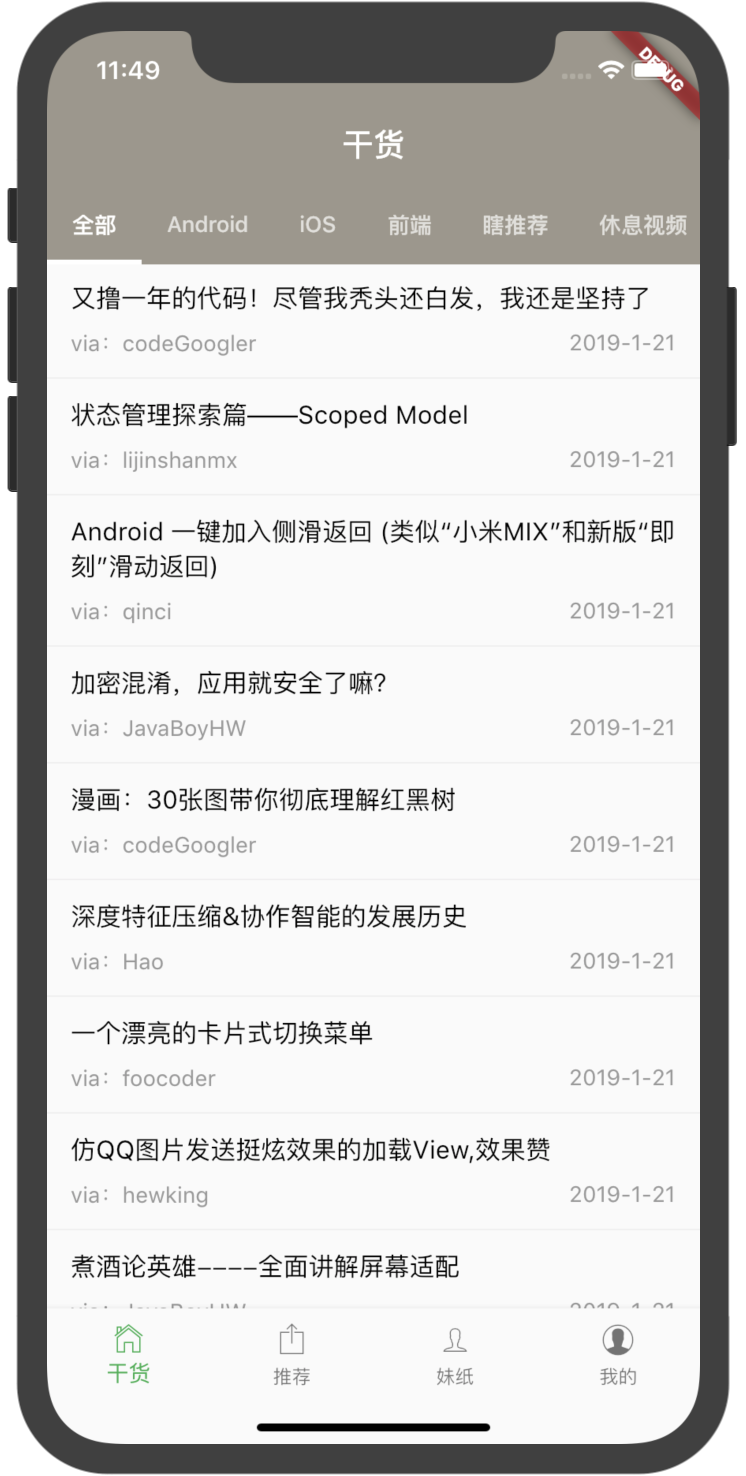 11:49
DEBUG
干货
全部 Android iOS 前端 瞎推荐 休息视频
又撸一年的代码！尽管我秃头还白发，我还是坚持了
via：codeGoogler 2019-1-21
状态管理探索篇——Scoped Model
via：lijinshanmx 2019-1-21
Android 一键加入侧滑返回 (类似“小米MIX”和新版“即
刻”滑动返回)
via：qinci 2019-1-21
加密混淆，应用就安全了嘛?
via：JavaBoyHW 2019-1-21
漫画：30张图带你彻底理解红黑树
via：codeGoogler 2019-1-21
深度特征压缩&协作智能的发展历史
via：Hao 2019-1-21
一个漂亮的卡片式切换菜单
via：foocoder 2019-1-21
仿QQ图片发送挺炫效果的加载View,效果赞
via：hewking 2019-1-21
煮酒论英雄----全面讲解屏幕适配
via：JavaBoyHW 2019-1-21
干货 推荐 妹纸 我的